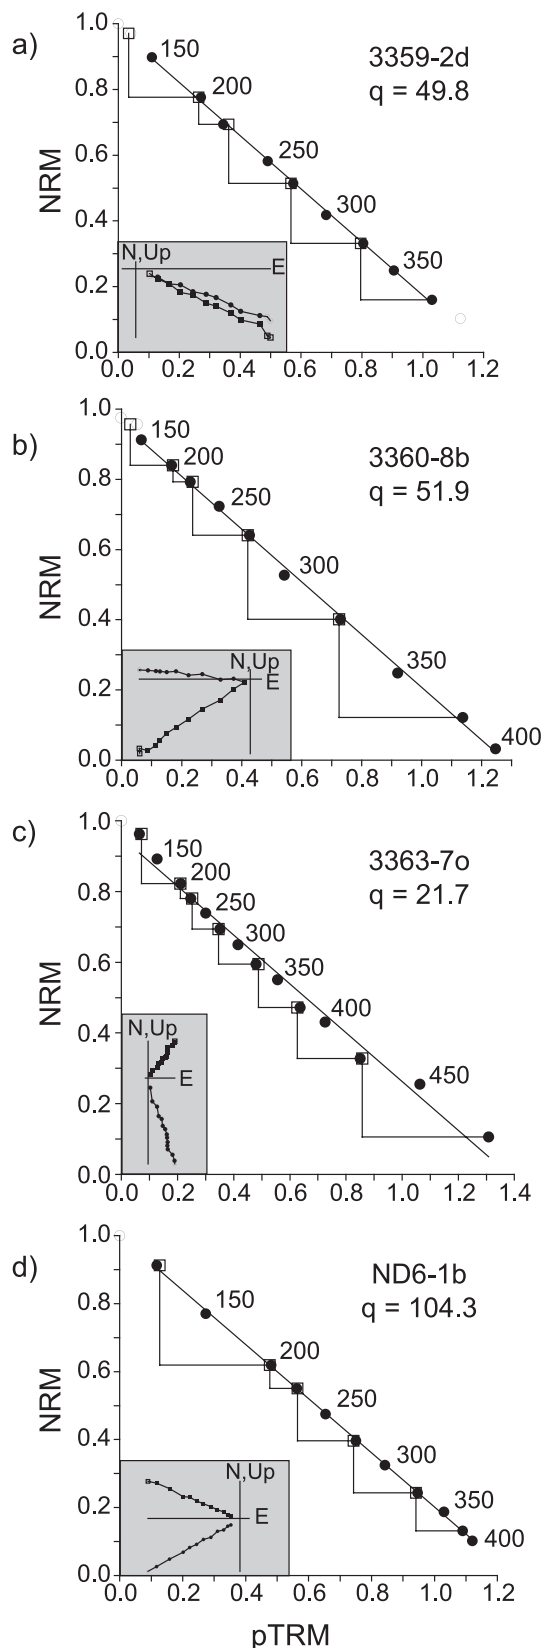 a)
3359-2d
q = 49.8
NRM
1.0
0.8
0.6
0.4
0.2
0.0
150
200
250
300
350
N,Up
E
0.0 0.2 0.4 0.6 0.8 1.0 1.2
b)
3360-8b
q = 51.9
NRM
1.0
0.8
0.6
0.4
0.2
0.0
150
200
250
300
350
400
N,Up
E
0.0 0.2 0.4 0.6 0.8 1.0 1.2
c)
3363-7o
q = 21.7
NRM
1.0
0.8
0.6
0.4
0.2
0.0
150
200
250
300
350
400
450
N,Up
E
0.0 0.2 0.4 0.6 0.8 1.0 1.2 1.4
d)
ND6-1b
q = 104.3
NRM
1.0
0.8
0.6
0.4
0.2
0.0
150
200
250
300
350
400
N,Up
E
0.0 0.2 0.4 0.6 0.8 1.0 1.2
pTRM